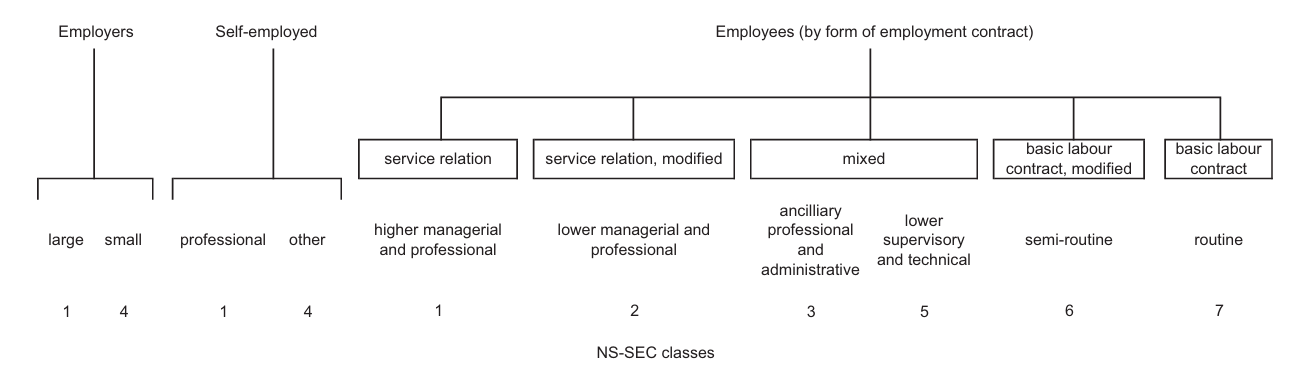 Employers
Self-employed
Employees (by form of employment contract)
service relation
service relation, modified
mixed
basic labour
contract, modified
basic labour
contract
large
small
professional
other
higher managerial
and professional
lower managerial and
professional
ancilliary
professional
and
administrative
lower
supervisory
and technical
semi-routine
routine
1
4
1
4
1
2
3
5
6
7
NS-SEC classes